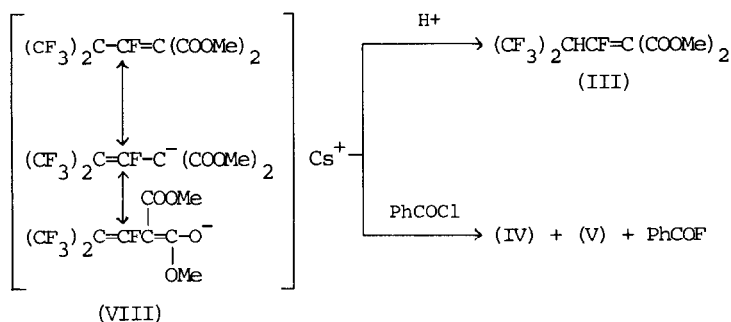 (CF3)2C-CF=C(COOMe)2
(CF3)2C=CF-C-(COOMe)2
COOMe
(CF3)2C=CFC=C-O-
OMe
(VIII)
Cs+
H+
(CF3)2CHCF=C(COOMe)2
(III)
PhCOCl
(IV) + (V) + PhCOF